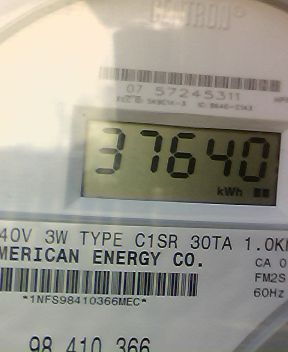 CENTRON®
07 57245311
37640
kWh
40V 3W TYPE C1SR 30TA 1.0K
MERICAN ENERGY CO.
CA 0
FM2S
*1NFS98410366MEC*
60Hz
98 410 366